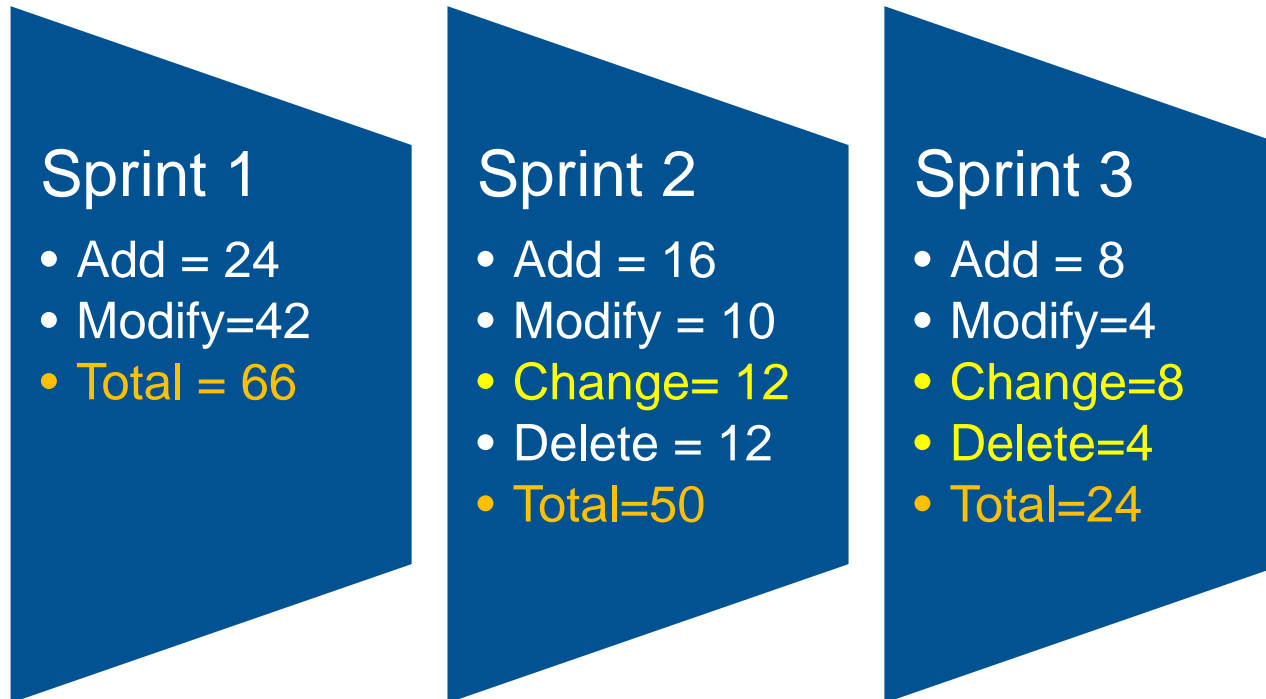 Sprint 1
• Add = 24
• Modify=42
• Total = 66
Sprint 2
• Add = 16
• Modify = 10
• Change= 12
• Delete = 12
• Total=50
Sprint 3
• Add = 8
• Modify=4
• Change=8
• Delete=4
• Total=24